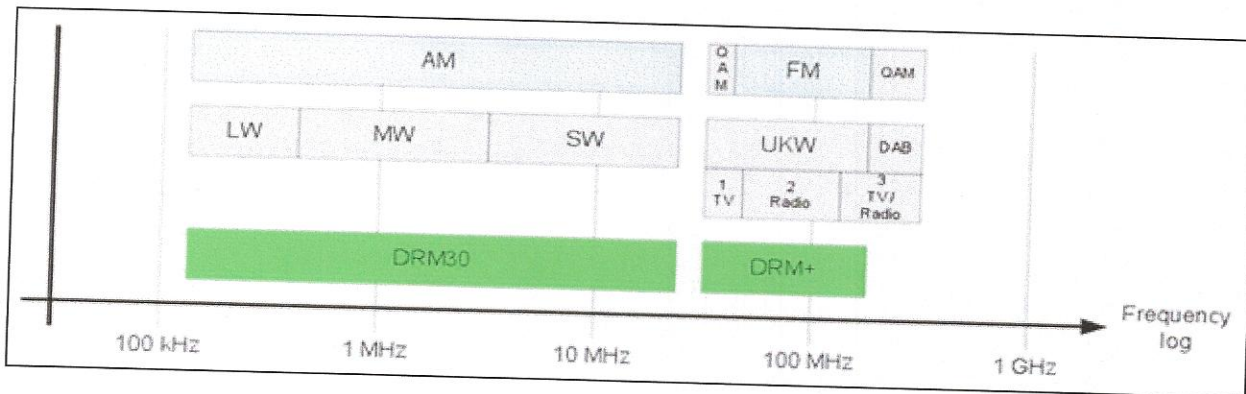 AM
QAM
FM
QAM
LW
MW
SW
UKW
DAB
1
TV
2
Radio
3
TV/
Radio
DRM30
DRM+
Frequency
log
100 kHz
1 MHz
10 MHz
100 MHz
1 GHz